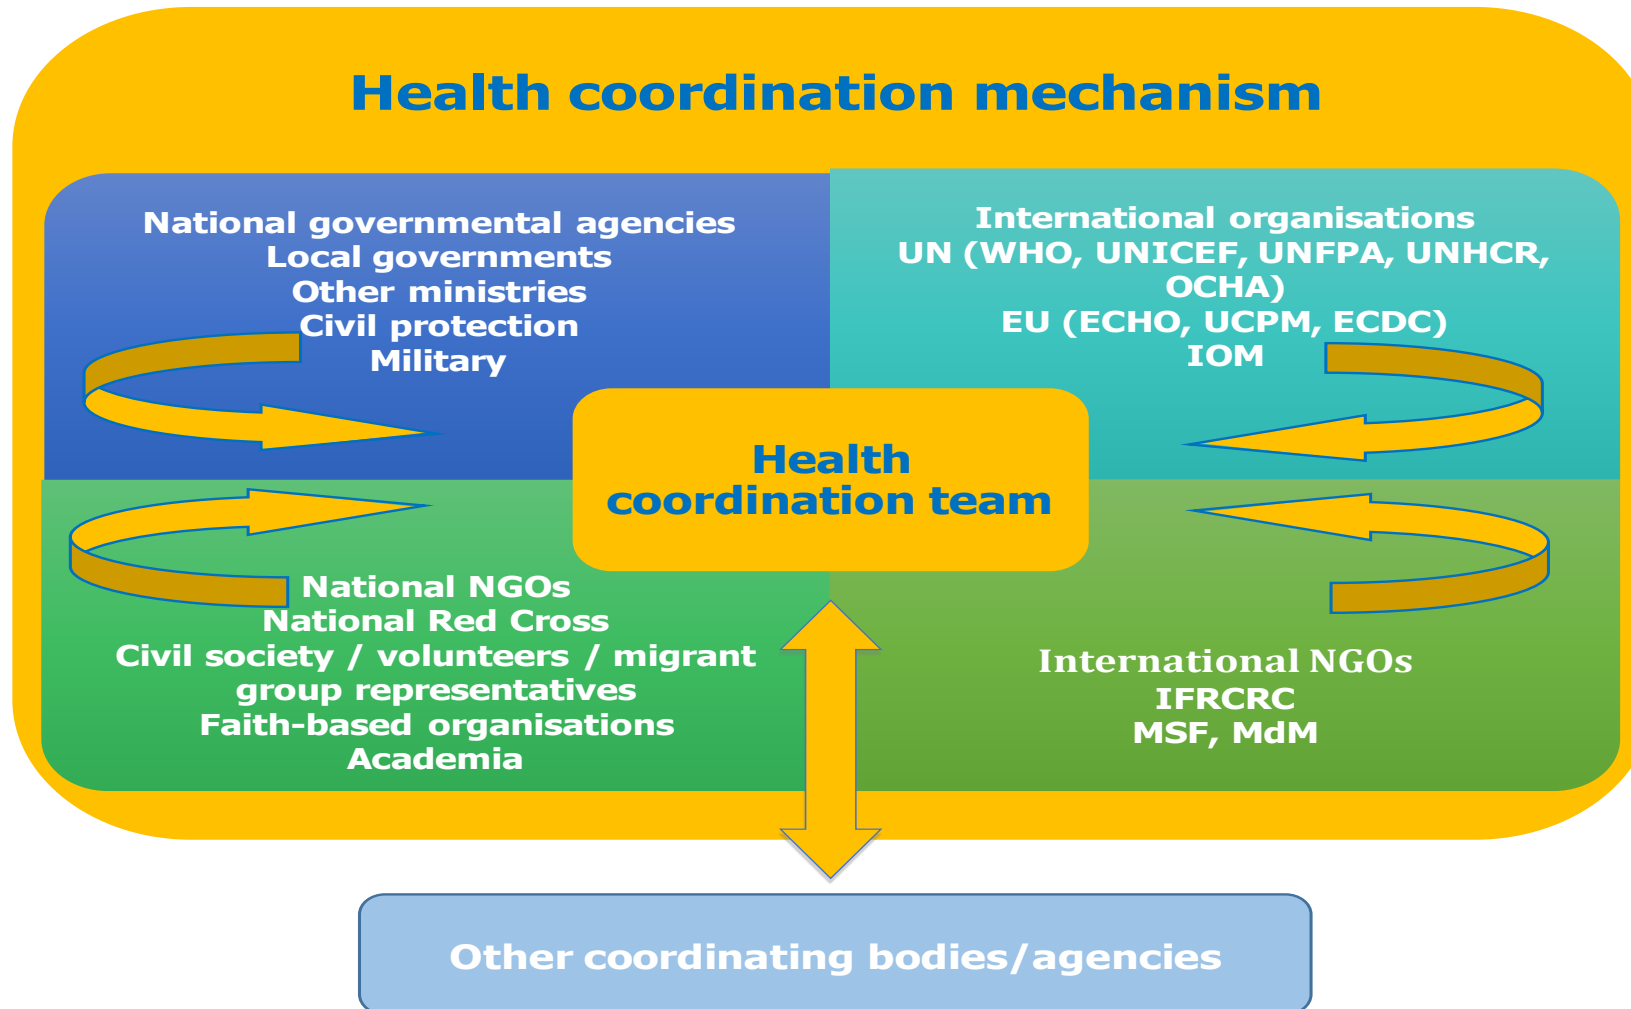 Health coordination mechanism
National governmental agencies
Local governments
Other ministries
Civil protection
Military
International organisations
UN (WHO, UNICEF, UNFPA, UNHCR,
OCHA)
EU (ECHO, UCPM, ECDC)
IOM
Health
coordination team
National NGOs
National Red Cross
Civil society / volunteers / migrant
group representatives
Faith-based organisations
Academia
International NGOs
IFRCRC
MSF, MdM
Other coordinating bodies/agencies